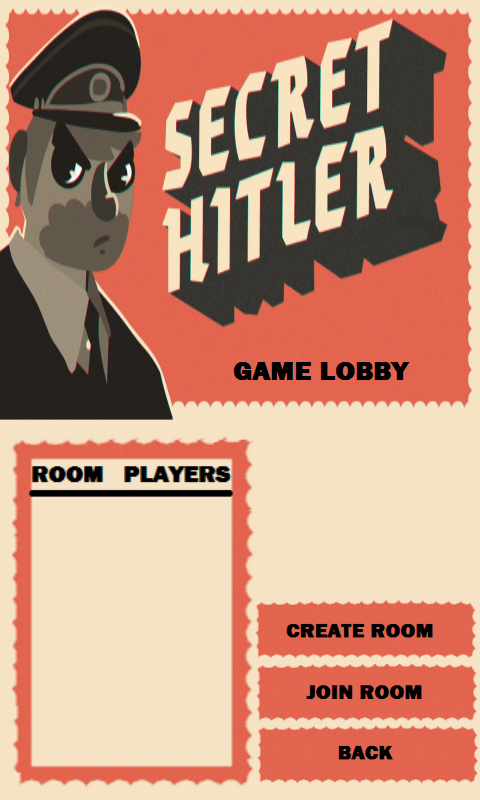 SECRET
HITLER
GAME LOBBY
ROOM PLAYERS
CREATE ROOM
JOIN ROOM
BACK